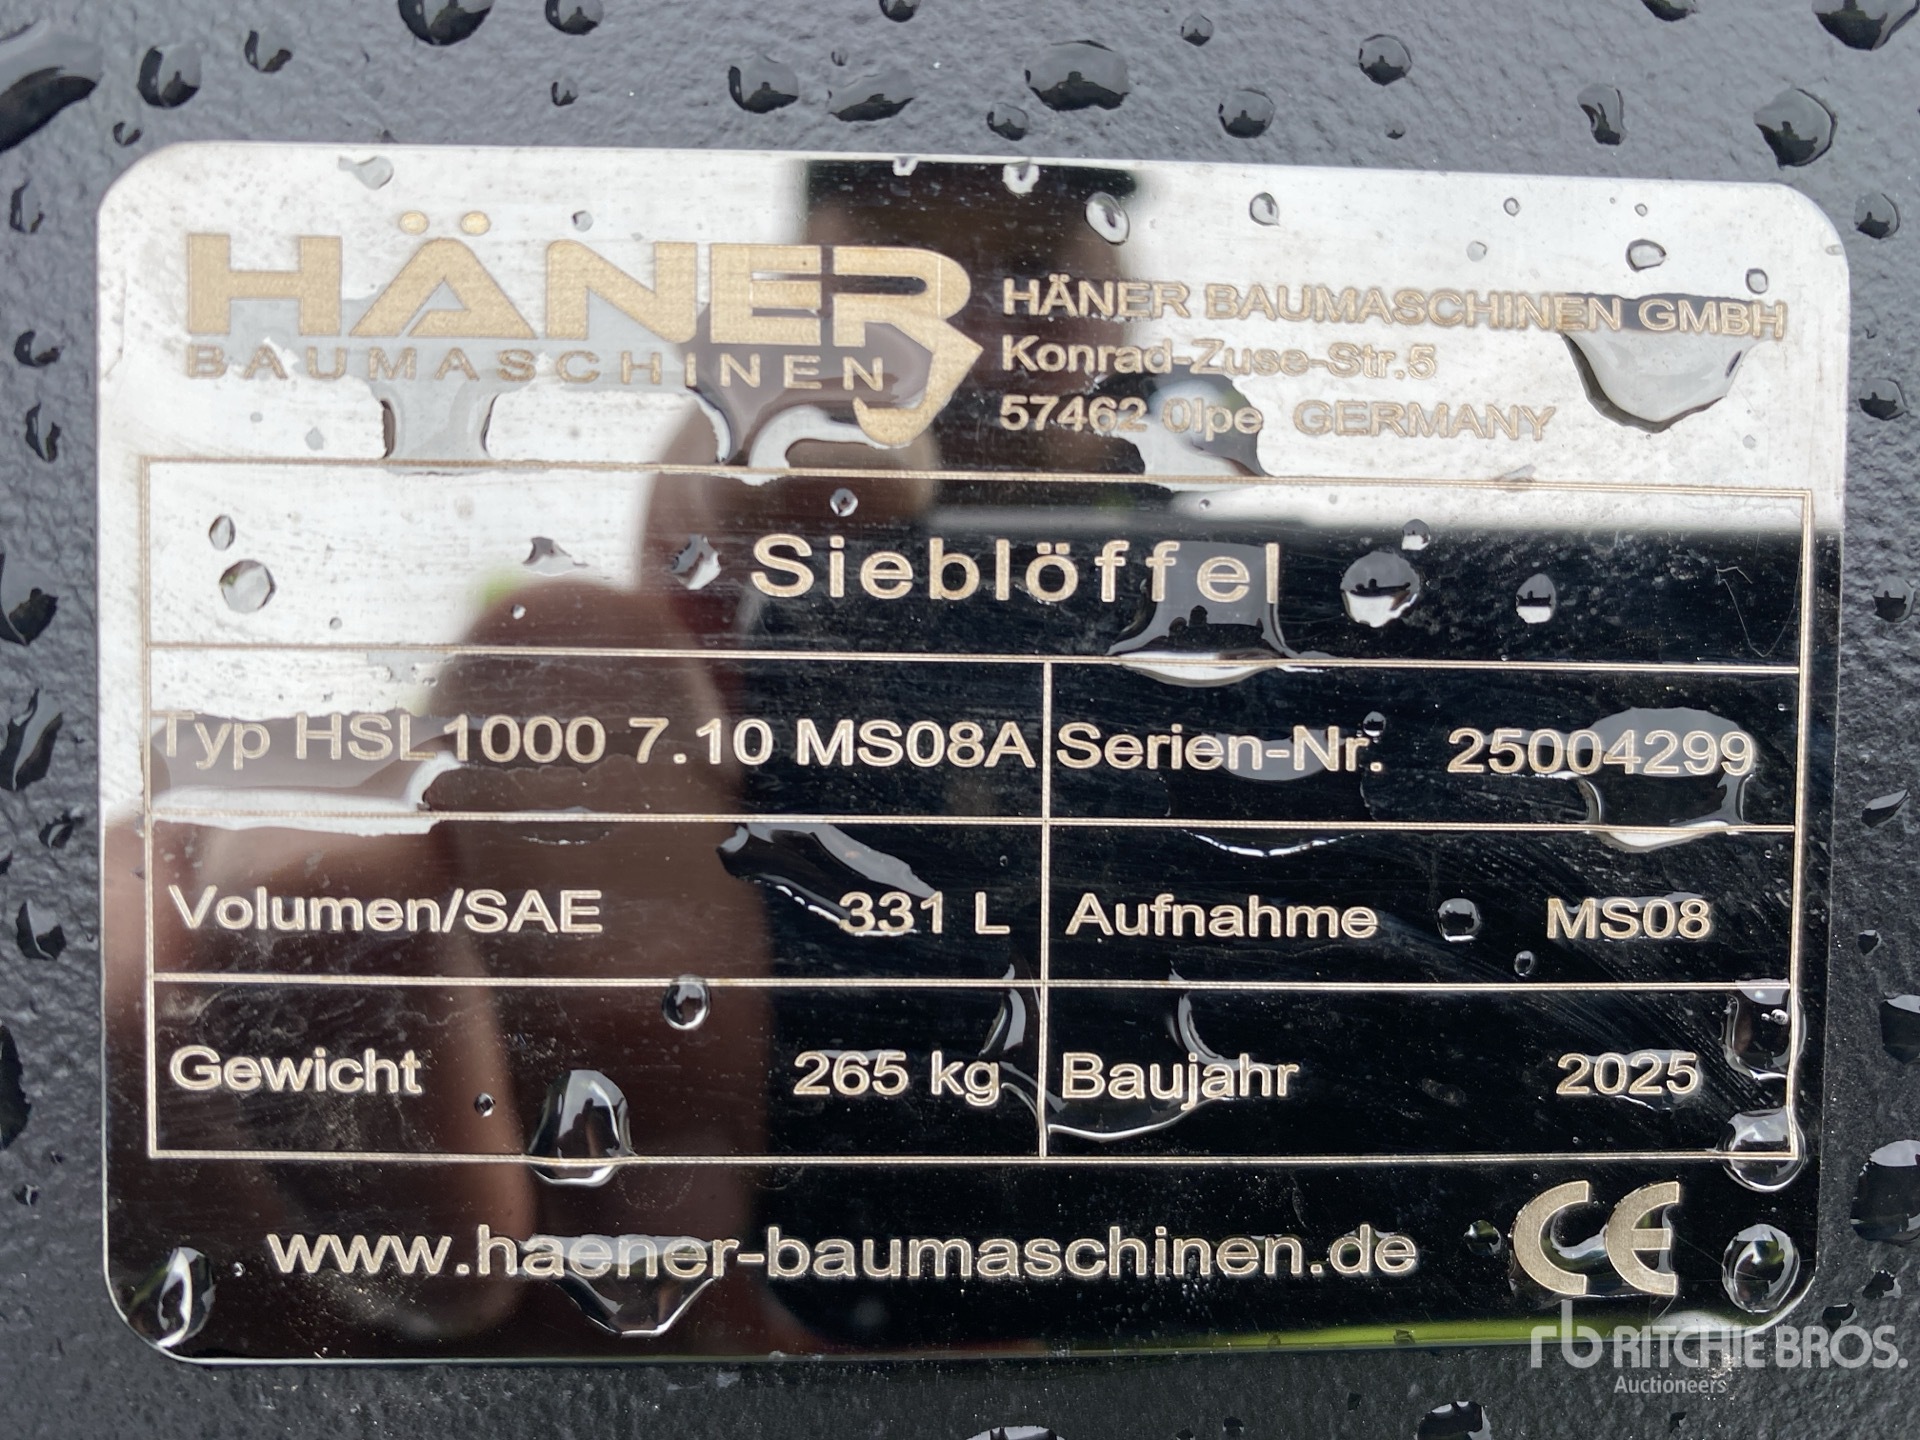 HÄNER
BAUMASCHINEN
HÄNER BAUMASCHINEN GMBH
Konrad-Zuse-Str.5
57462 Olpe GERMANY
Sieblöffel
Typ HSL1000 7.10 MS08A Serien-Nr. 25004299
Volumen/SAE 331 L Aufnahme MS08
Gewicht 265 kg Baujahr 2025
www.haener-baumaschinen.de CE
rb RITCHIE BROS.
Auctioneers